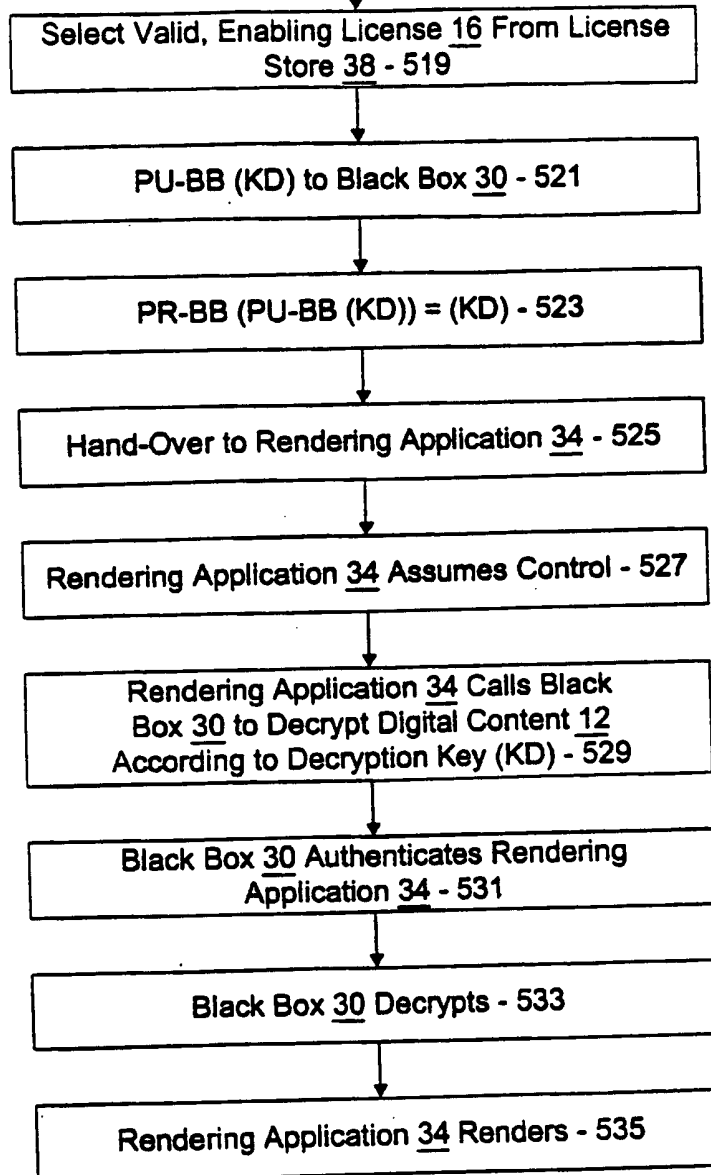 Select Valid, Enabling License 16 From License
Store 38 - 519
PU-BB (KD) to Black Box 30 - 521
PR-BB (PU-BB (KD)) = (KD) - 523
Hand-Over to Rendering Application 34 - 525
Rendering Application 34 Assumes Control - 527
Rendering Application 34 Calls Black
Box 30 to Decrypt Digital Content 12
According to Decryption Key (KD) - 529
Black Box 30 Authenticates Rendering
Application 34 - 531
Black Box 30 Decrypts - 533
Rendering Application 34 Renders - 535